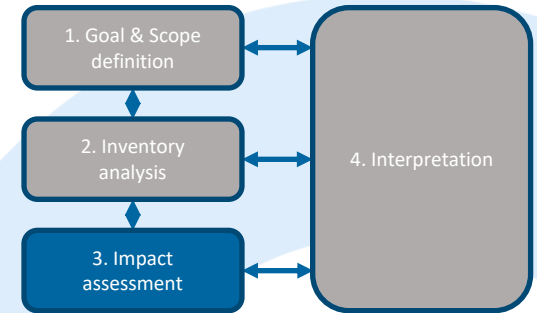 1. Goal & Scope
definition
2. Inventory
analysis
3. Impact
assessment
4. Interpretation